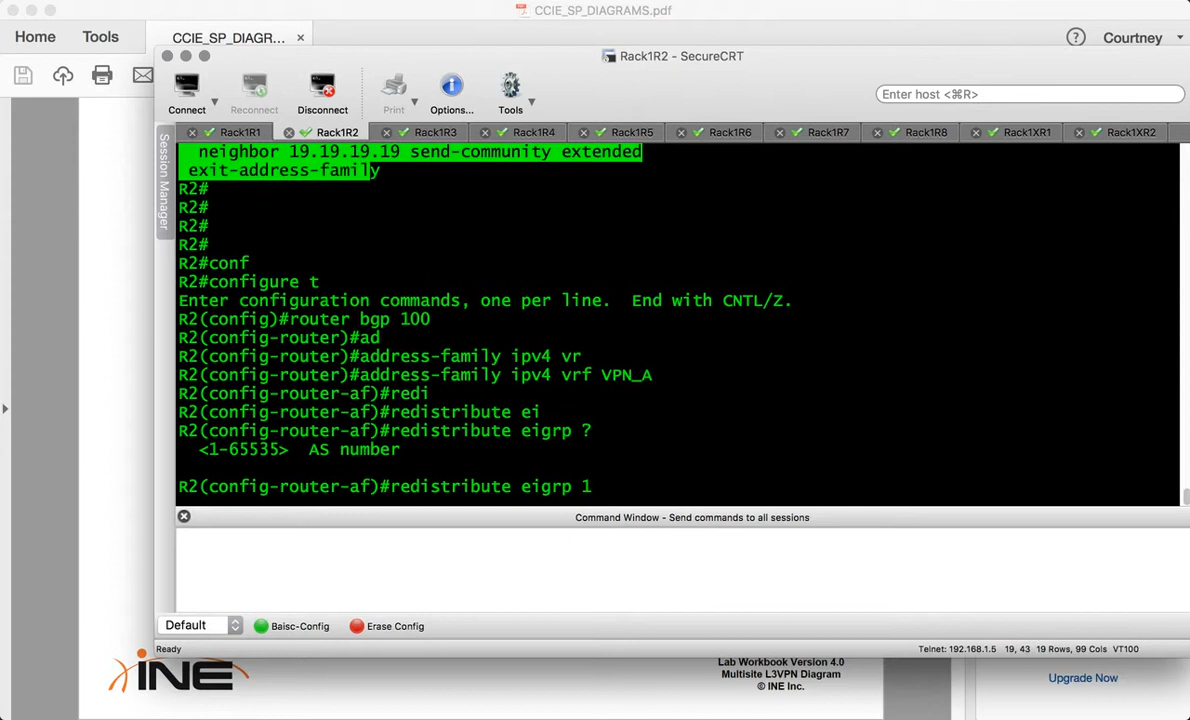 CCIE_SP_DIAGRAMS.pdf
Home Tools CCIE_SP_DIAGR... × ? Courtney
Rack1R2 - SecureCRT
Connect Reconnect Disconnect Print Options... Tools
Enter host <⌘R>
Rack1R1 Rack1R2 Rack1R3 Rack1R4 Rack1R5 Rack1R6 Rack1R7 Rack1R8 Rack1XR1 Rack1XR2
Session Manager
neighbor 19.19.19.19 send-community extended
exit-address-family
R2#
R2#
R2#
R2#
R2#conf
R2#configure t
Enter configuration commands, one per line.  End with CNTL/Z.
R2(config)#router bgp 100
R2(config-router)#ad
R2(config-router)#address-family ipv4 vr
R2(config-router)#address-family ipv4 vrf VPN_A
R2(config-router-af)#redi
R2(config-router-af)#redistribute ei
R2(config-router-af)#redistribute eigrp ?
<1-65535>  AS number
R2(config-router-af)#redistribute eigrp 1
Command Window - Send commands to all sessions
Default Baisc-Config Erase Config
Ready Telnet: 192.168.1.5 19, 43 19 Rows, 99 Cols VT100
INE
Lab Workbook Version 4.0
Multisite L3VPN Diagram
© INE Inc.
Upgrade Now